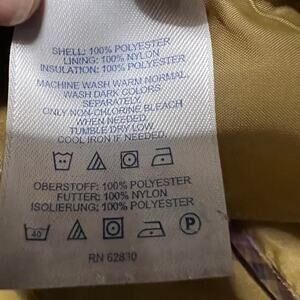 SHELL: 100% POLYESTER
LINING: 100% NYLON
INSULATION: 100% POLYESTER
MACHINE WASH WARM NORMAL,
WASH DARK COLORS
SEPARATELY.
ONLY NON-CHLORINE BLEACH
WHEN NEEDED.
TUMBLE DRY LOW.
COOL IRON IF NEEDED.
OBERSTOFF: 100% POLYESTER
FUTTER: 100% NYLON
ISOLIERUNG: 100% POLYESTER
40 P
RN 62830